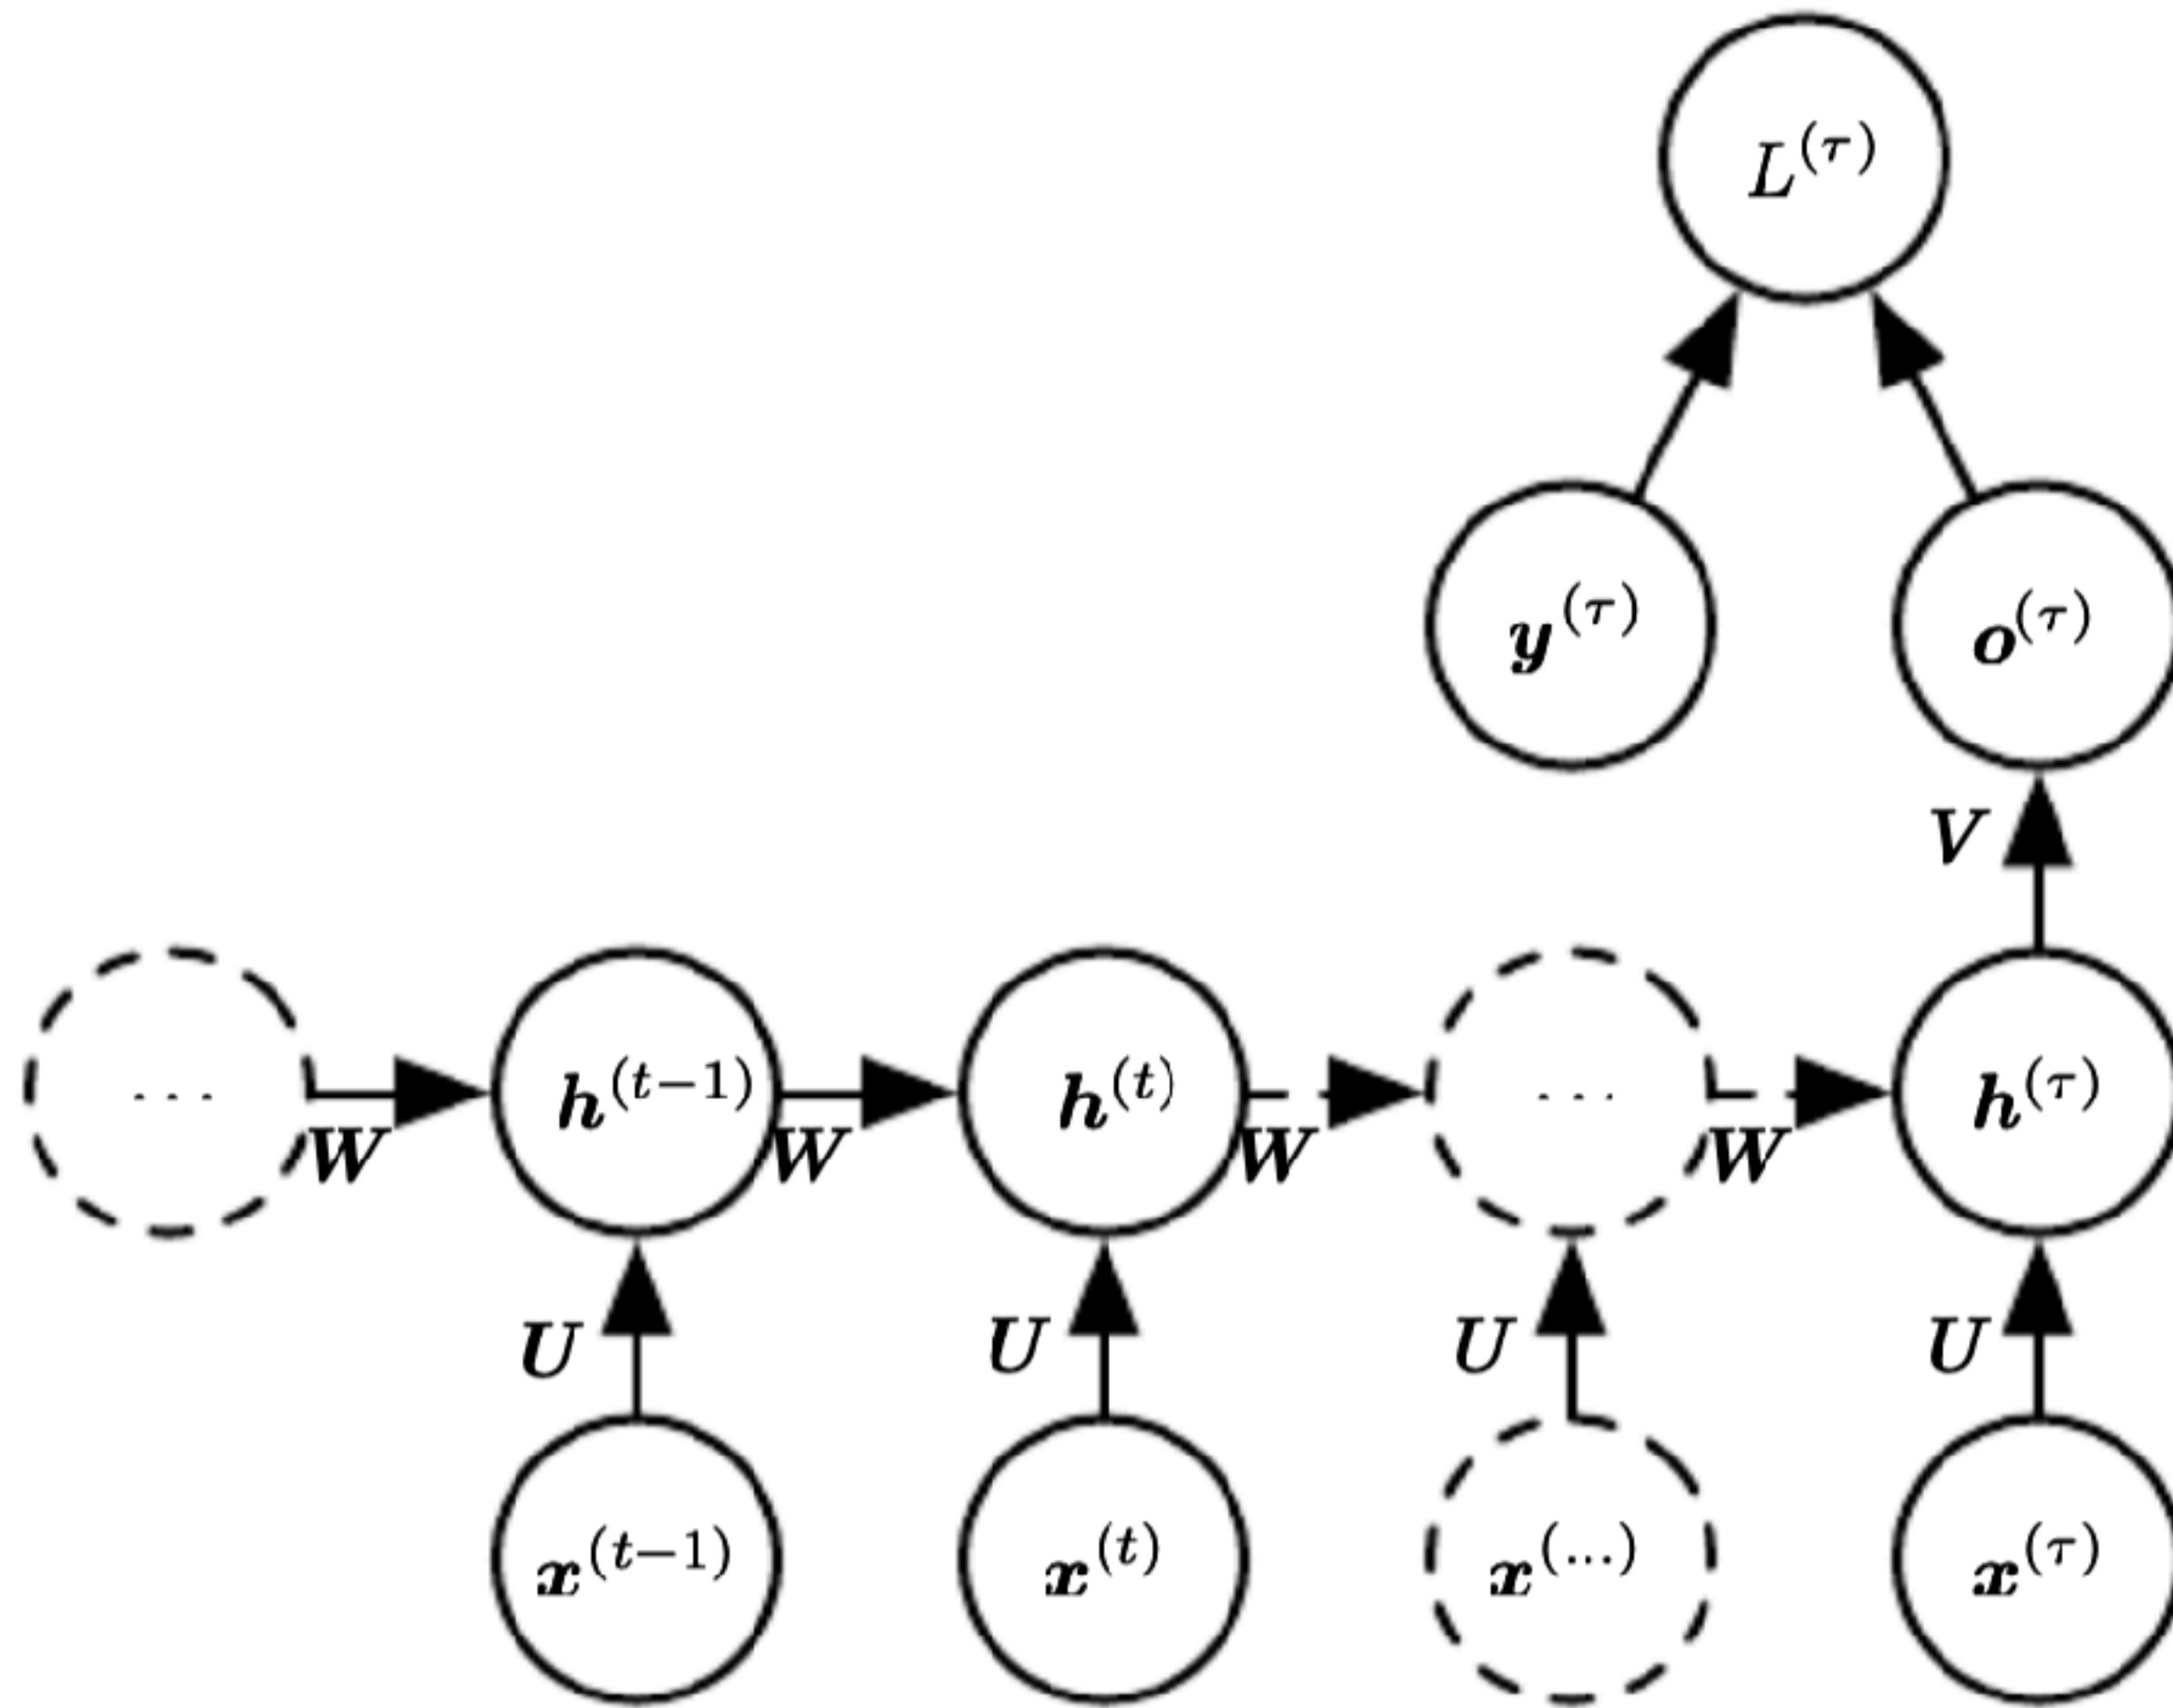 L^(τ)
y^(τ) o^(τ)
V
... h^(t−1) h^(t) ... h^(τ)
W W W W
U U U U
x^(t−1) x^(t) x^(...) x^(τ)